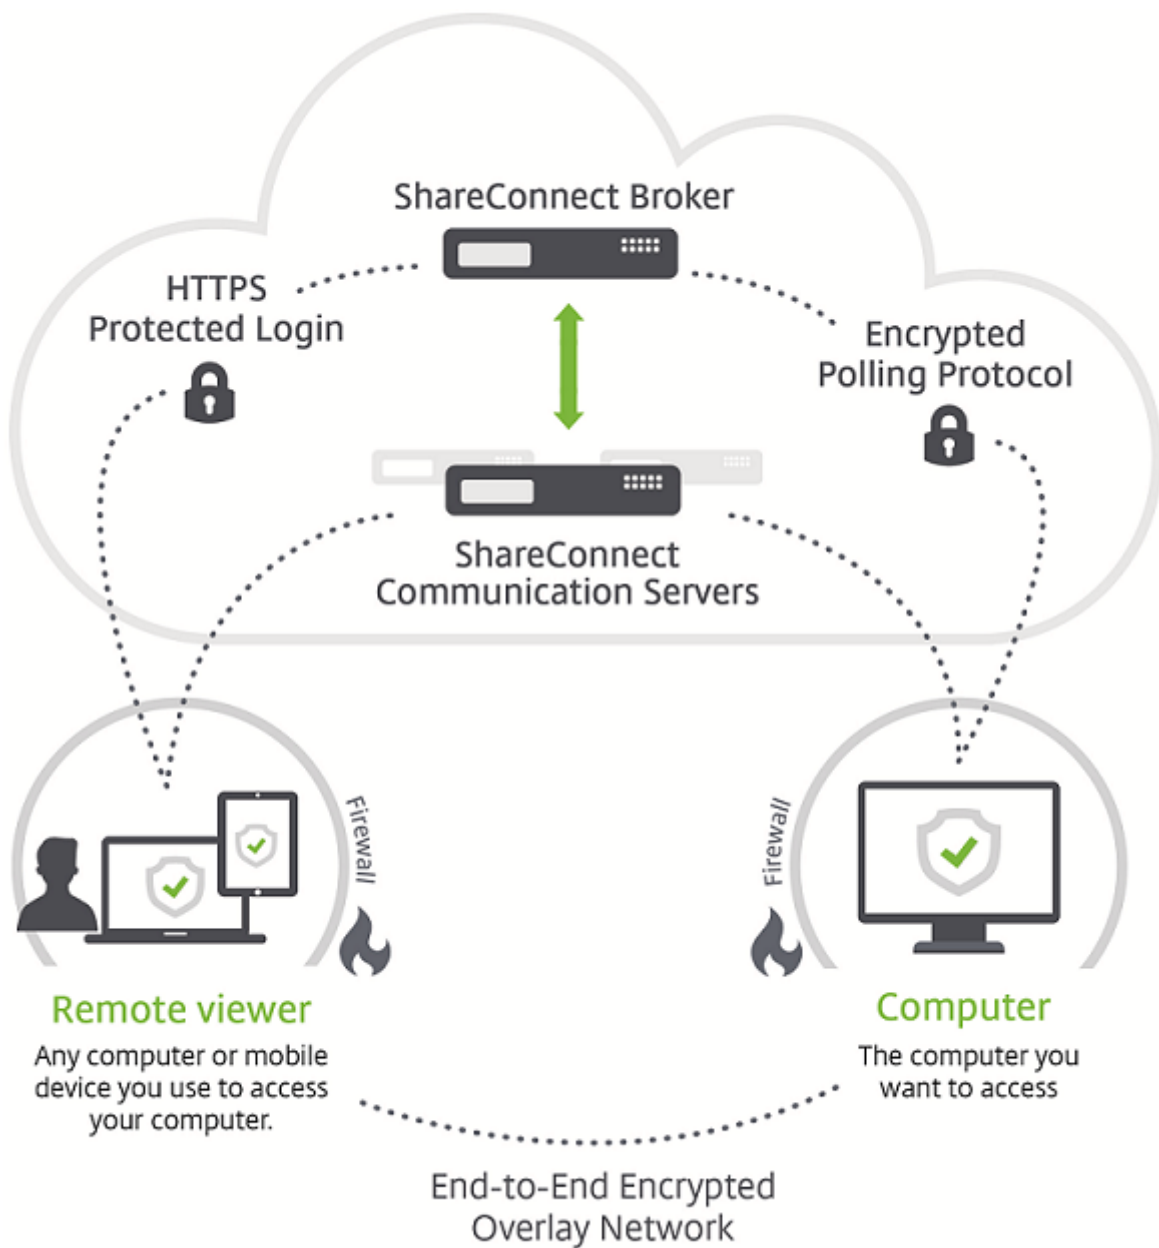 ShareConnect Broker
HTTPS
Protected Login
Encrypted
Polling Protocol
ShareConnect
Communication Servers
Firewall
Firewall
Remote viewer
Any computer or mobile
device you use to access
your computer.
Computer
The computer you
want to access
End-to-End Encrypted
Overlay Network